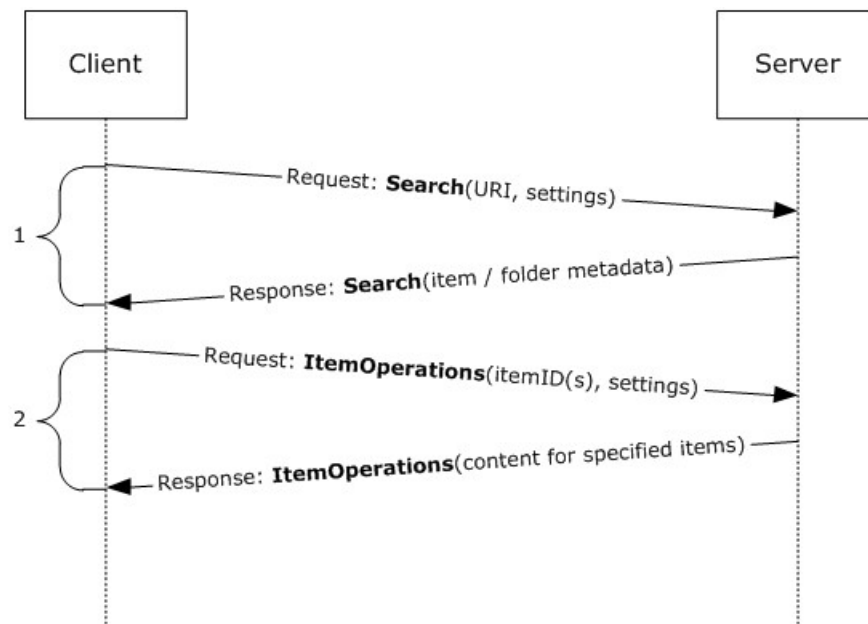 Client
Server
Request: Search(URI, settings)
1
Response: Search(item / folder metadata)
Request: ItemOperations(itemID(s), settings)
2
Response: ItemOperations(content for specified items)